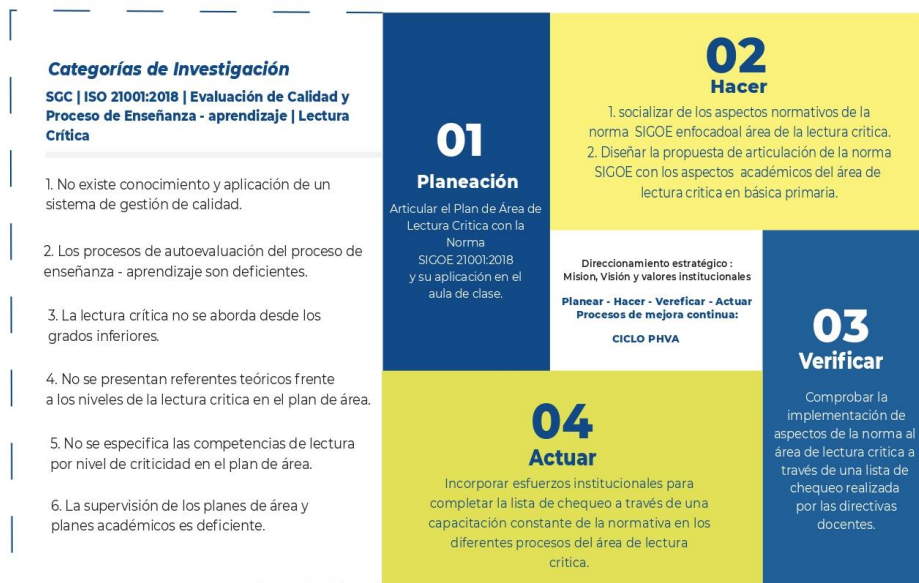 Categorías de Investigación
SGC | ISO 21001:2018 | Evaluación de Calidad y
Proceso de Enseñanza - aprendizaje | Lectura
Crítica
1. No existe conocimiento y aplicación de un
sistema de gestión de calidad.
2. Los procesos de autoevaluación del proceso de
enseñanza - aprendizaje son deficientes.
3. La lectura crítica no se aborda desde los
grados inferiores.
4. No se presentan referentes teóricos frente
a los niveles de la lectura critica en el plan de área.
5. No se especifica las competencias de lectura
por nivel de criticidad en el plan de área.
6. La supervisión de los planes de área y
planes académicos es deficiente.
01
Planeación
Articular el Plan de Área de
Lectura Critica con la
Norma
SIGOE 21001:2018
y su aplicación en el
aula de clase.
02
Hacer
1. socializar de los aspectos normativos de la
norma SIGOE enfocadoal área de la lectura critica.
2. Diseñar la propuesta de articulación de la norma
SIGOE con los aspectos académicos del área de
lectura critica en básica primaria.
Direccionamiento estratégico :
Mision, Visión y valores institucionales
Planear - Hacer - Vereficar - Actuar
Procesos de mejora continua:
CICLO PHVA
03
Verificar
Comprobar la
implementación de
aspectos de la norma al
área de lectura critica a
través de una lista de
chequeo realizada
por las directivas
docentes.
04
Actuar
Incorporar esfuerzos institucionales para
completar la lista de chequeo a través de una
capacitación constante de la normativa en los
diferentes procesos del área de lectura
critica.